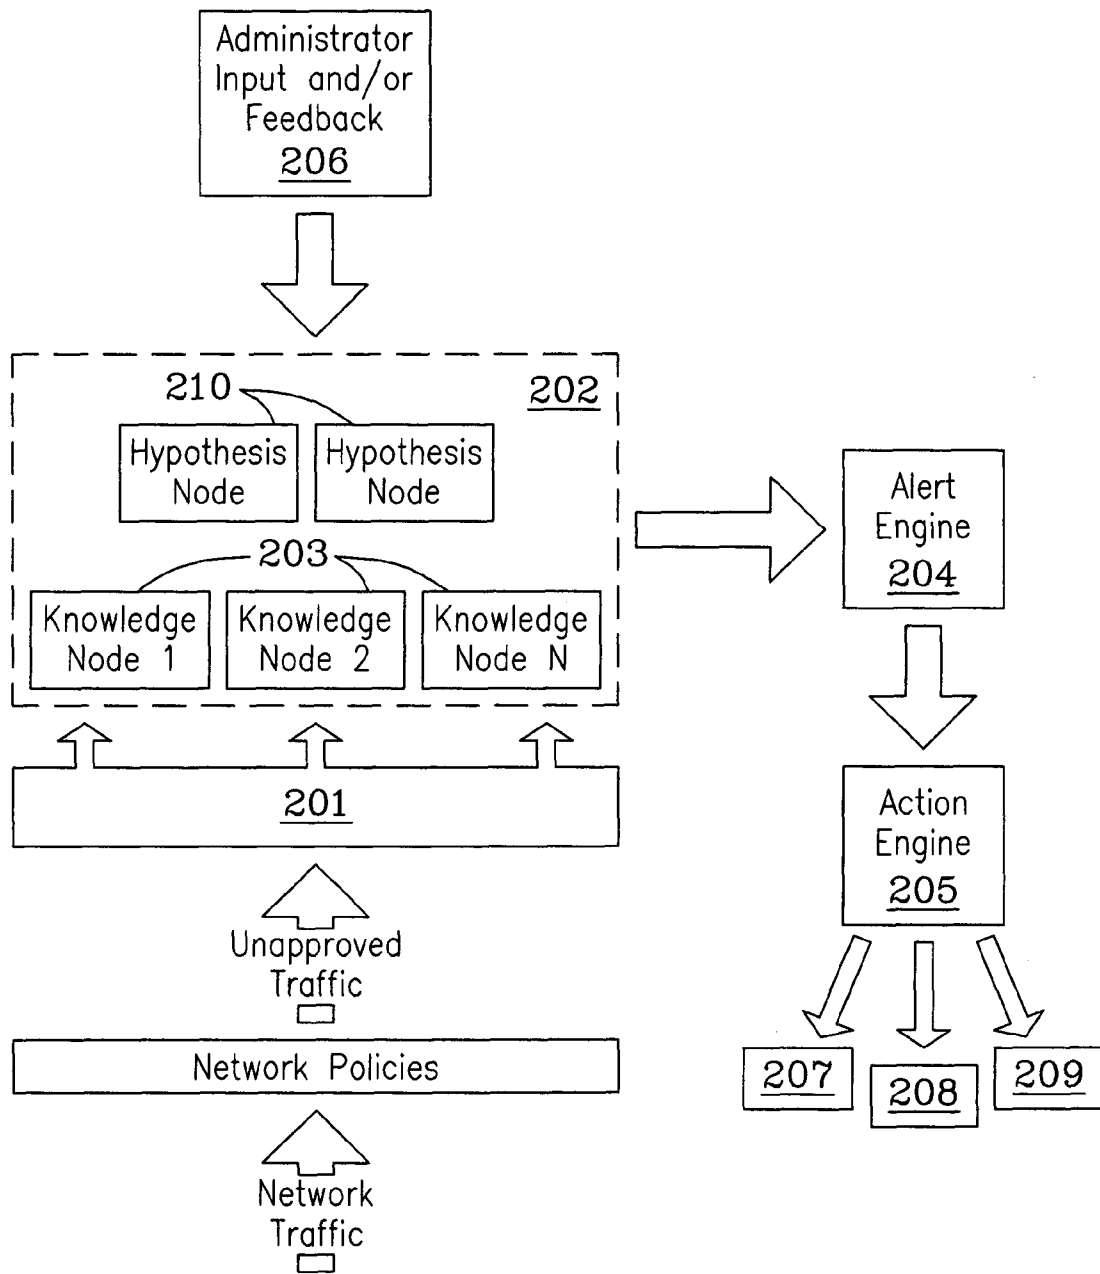 Administrator
Input and/or
Feedback
206
210
202
Hypothesis
Node
Hypothesis
Node
203
Knowledge
Node 1
Knowledge
Node 2
Knowledge
Node N
Alert
Engine
204
201
Action
Engine
205
Unapproved
Traffic
Network Policies
207
208
209
Network
Traffic